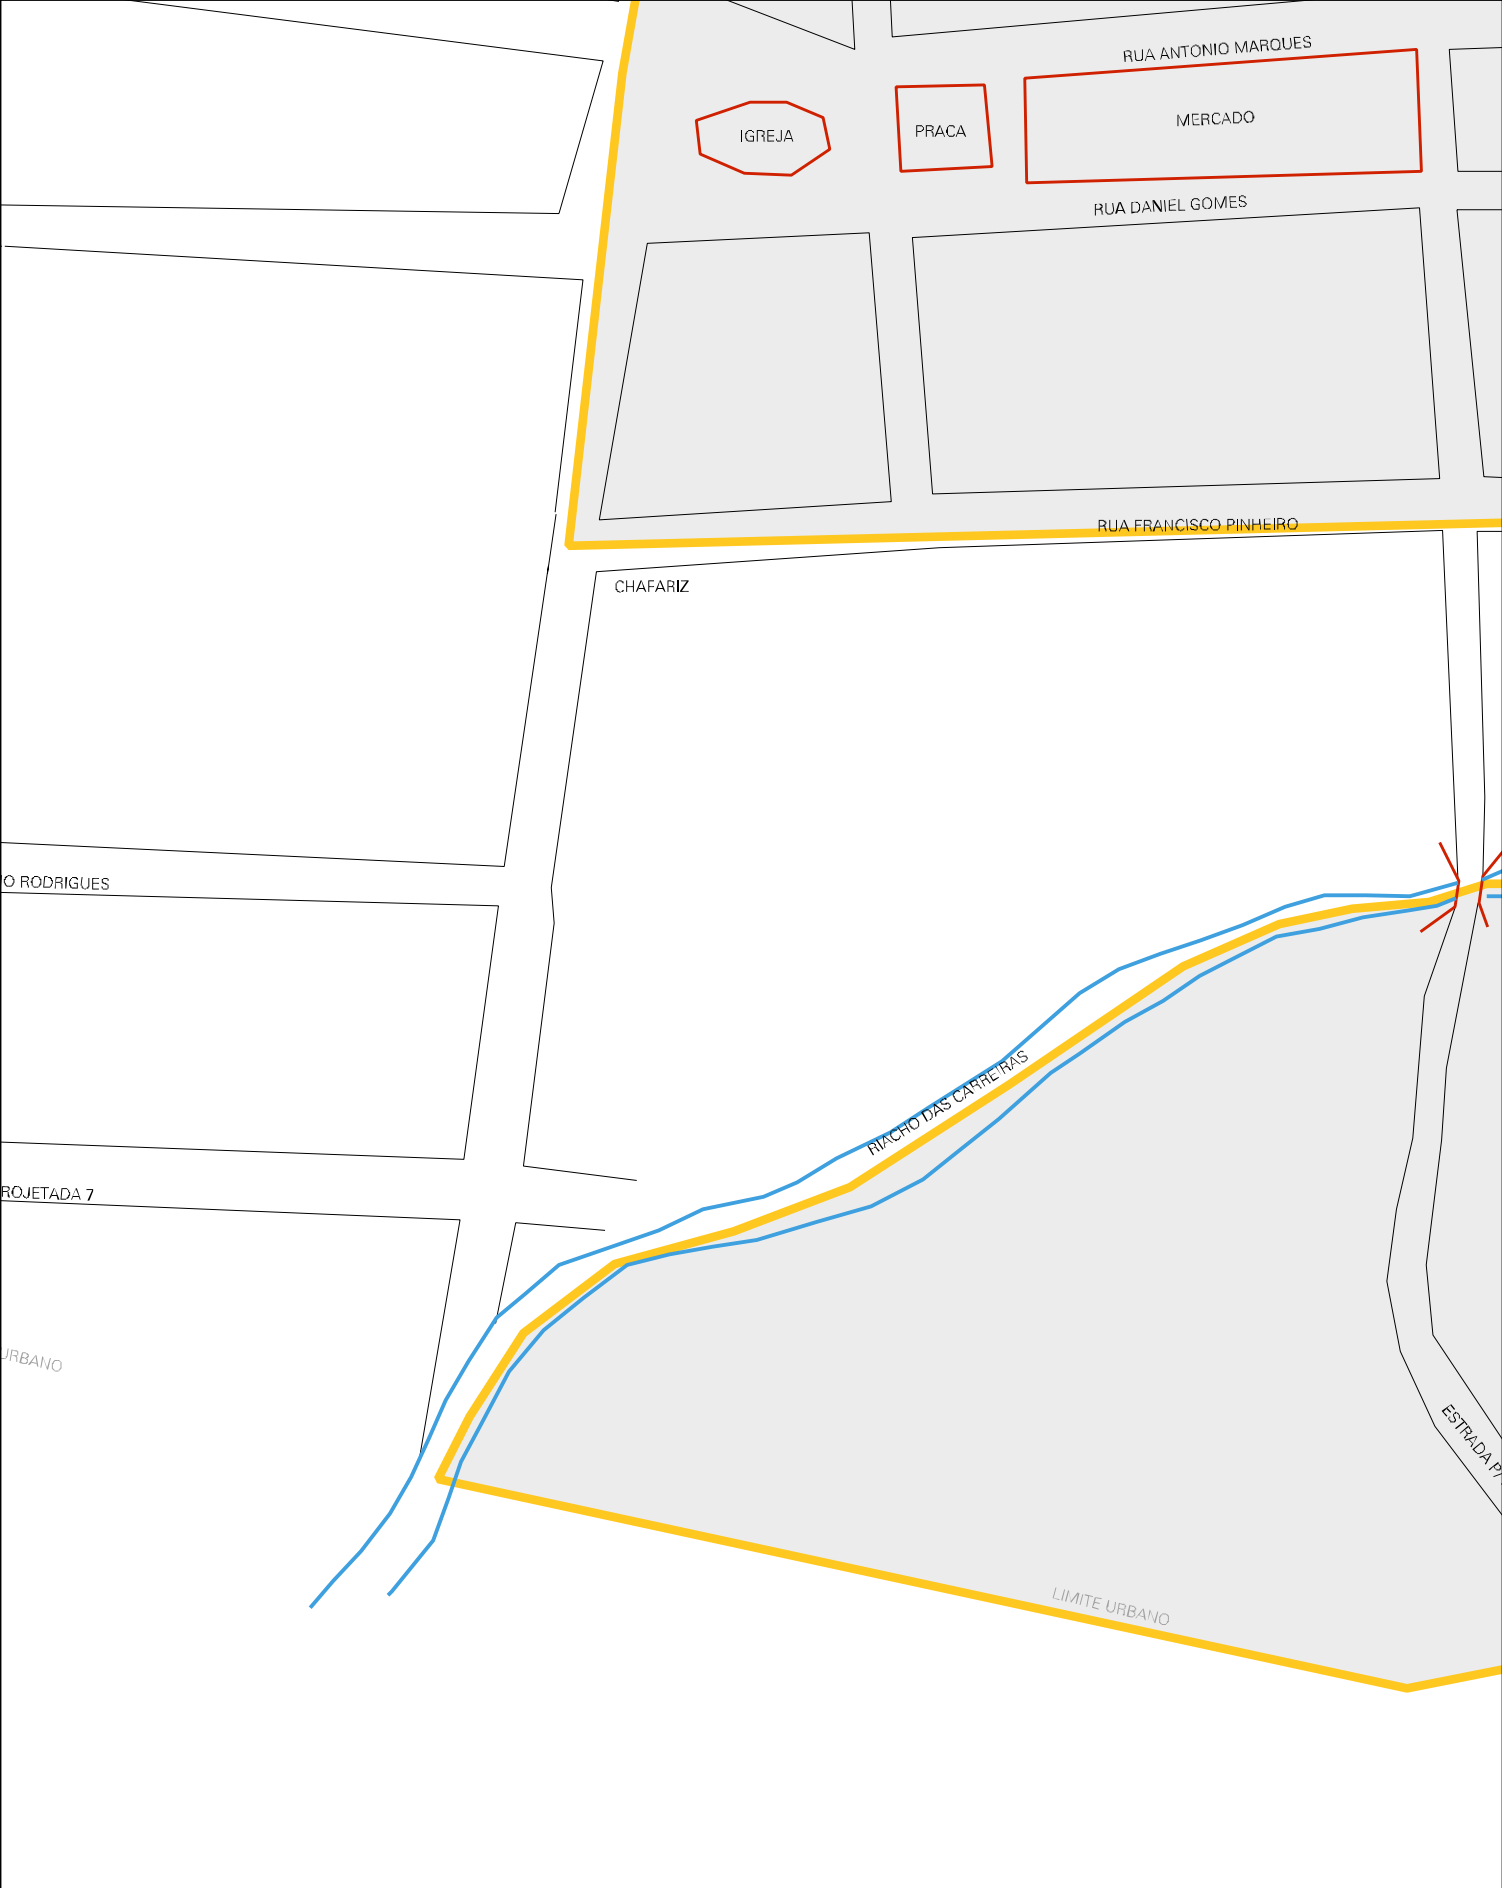 RUA ANTONIO MARQUES
MERCADO
PRACA
IGREJA
RUA DANIEL GOMES
RUA FRANCISCO PINHEIRO
CHAFARIZ
IO RODRIGUES
RIACHO DAS CARREIRAS
ROJETADA 7
URBANO
ESTRADA
LIMITE URBANO